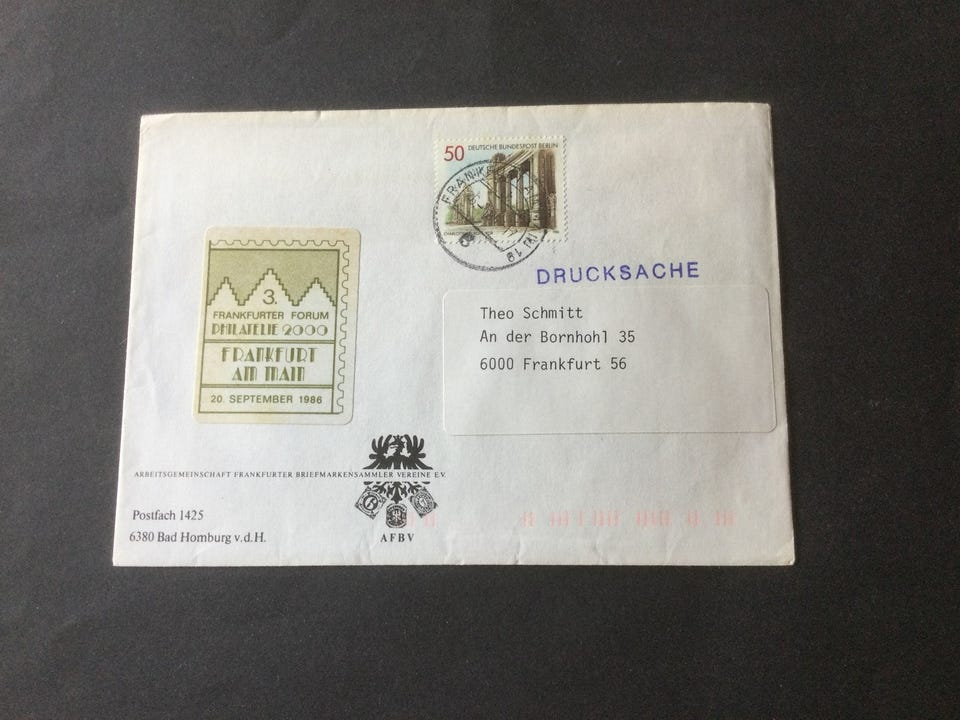 50 DEUTSCHE BUNDESPOST BERLIN
DRUCKSACHE
Theo Schmitt
An der Bornhohl 35
6000 Frankfurt 56
3.
FRANKFURTER FORUM
PHILATELIE 2000
FRANKFURT
AM MAIN
20. SEPTEMBER 1986
ARBEITSGEMEINSCHAFT FRANKFURTER BRIEFMARKENSAMMLER VEREINE E.V.
Postfach 1425
6380 Bad Homburg v.d.H.
AFBV